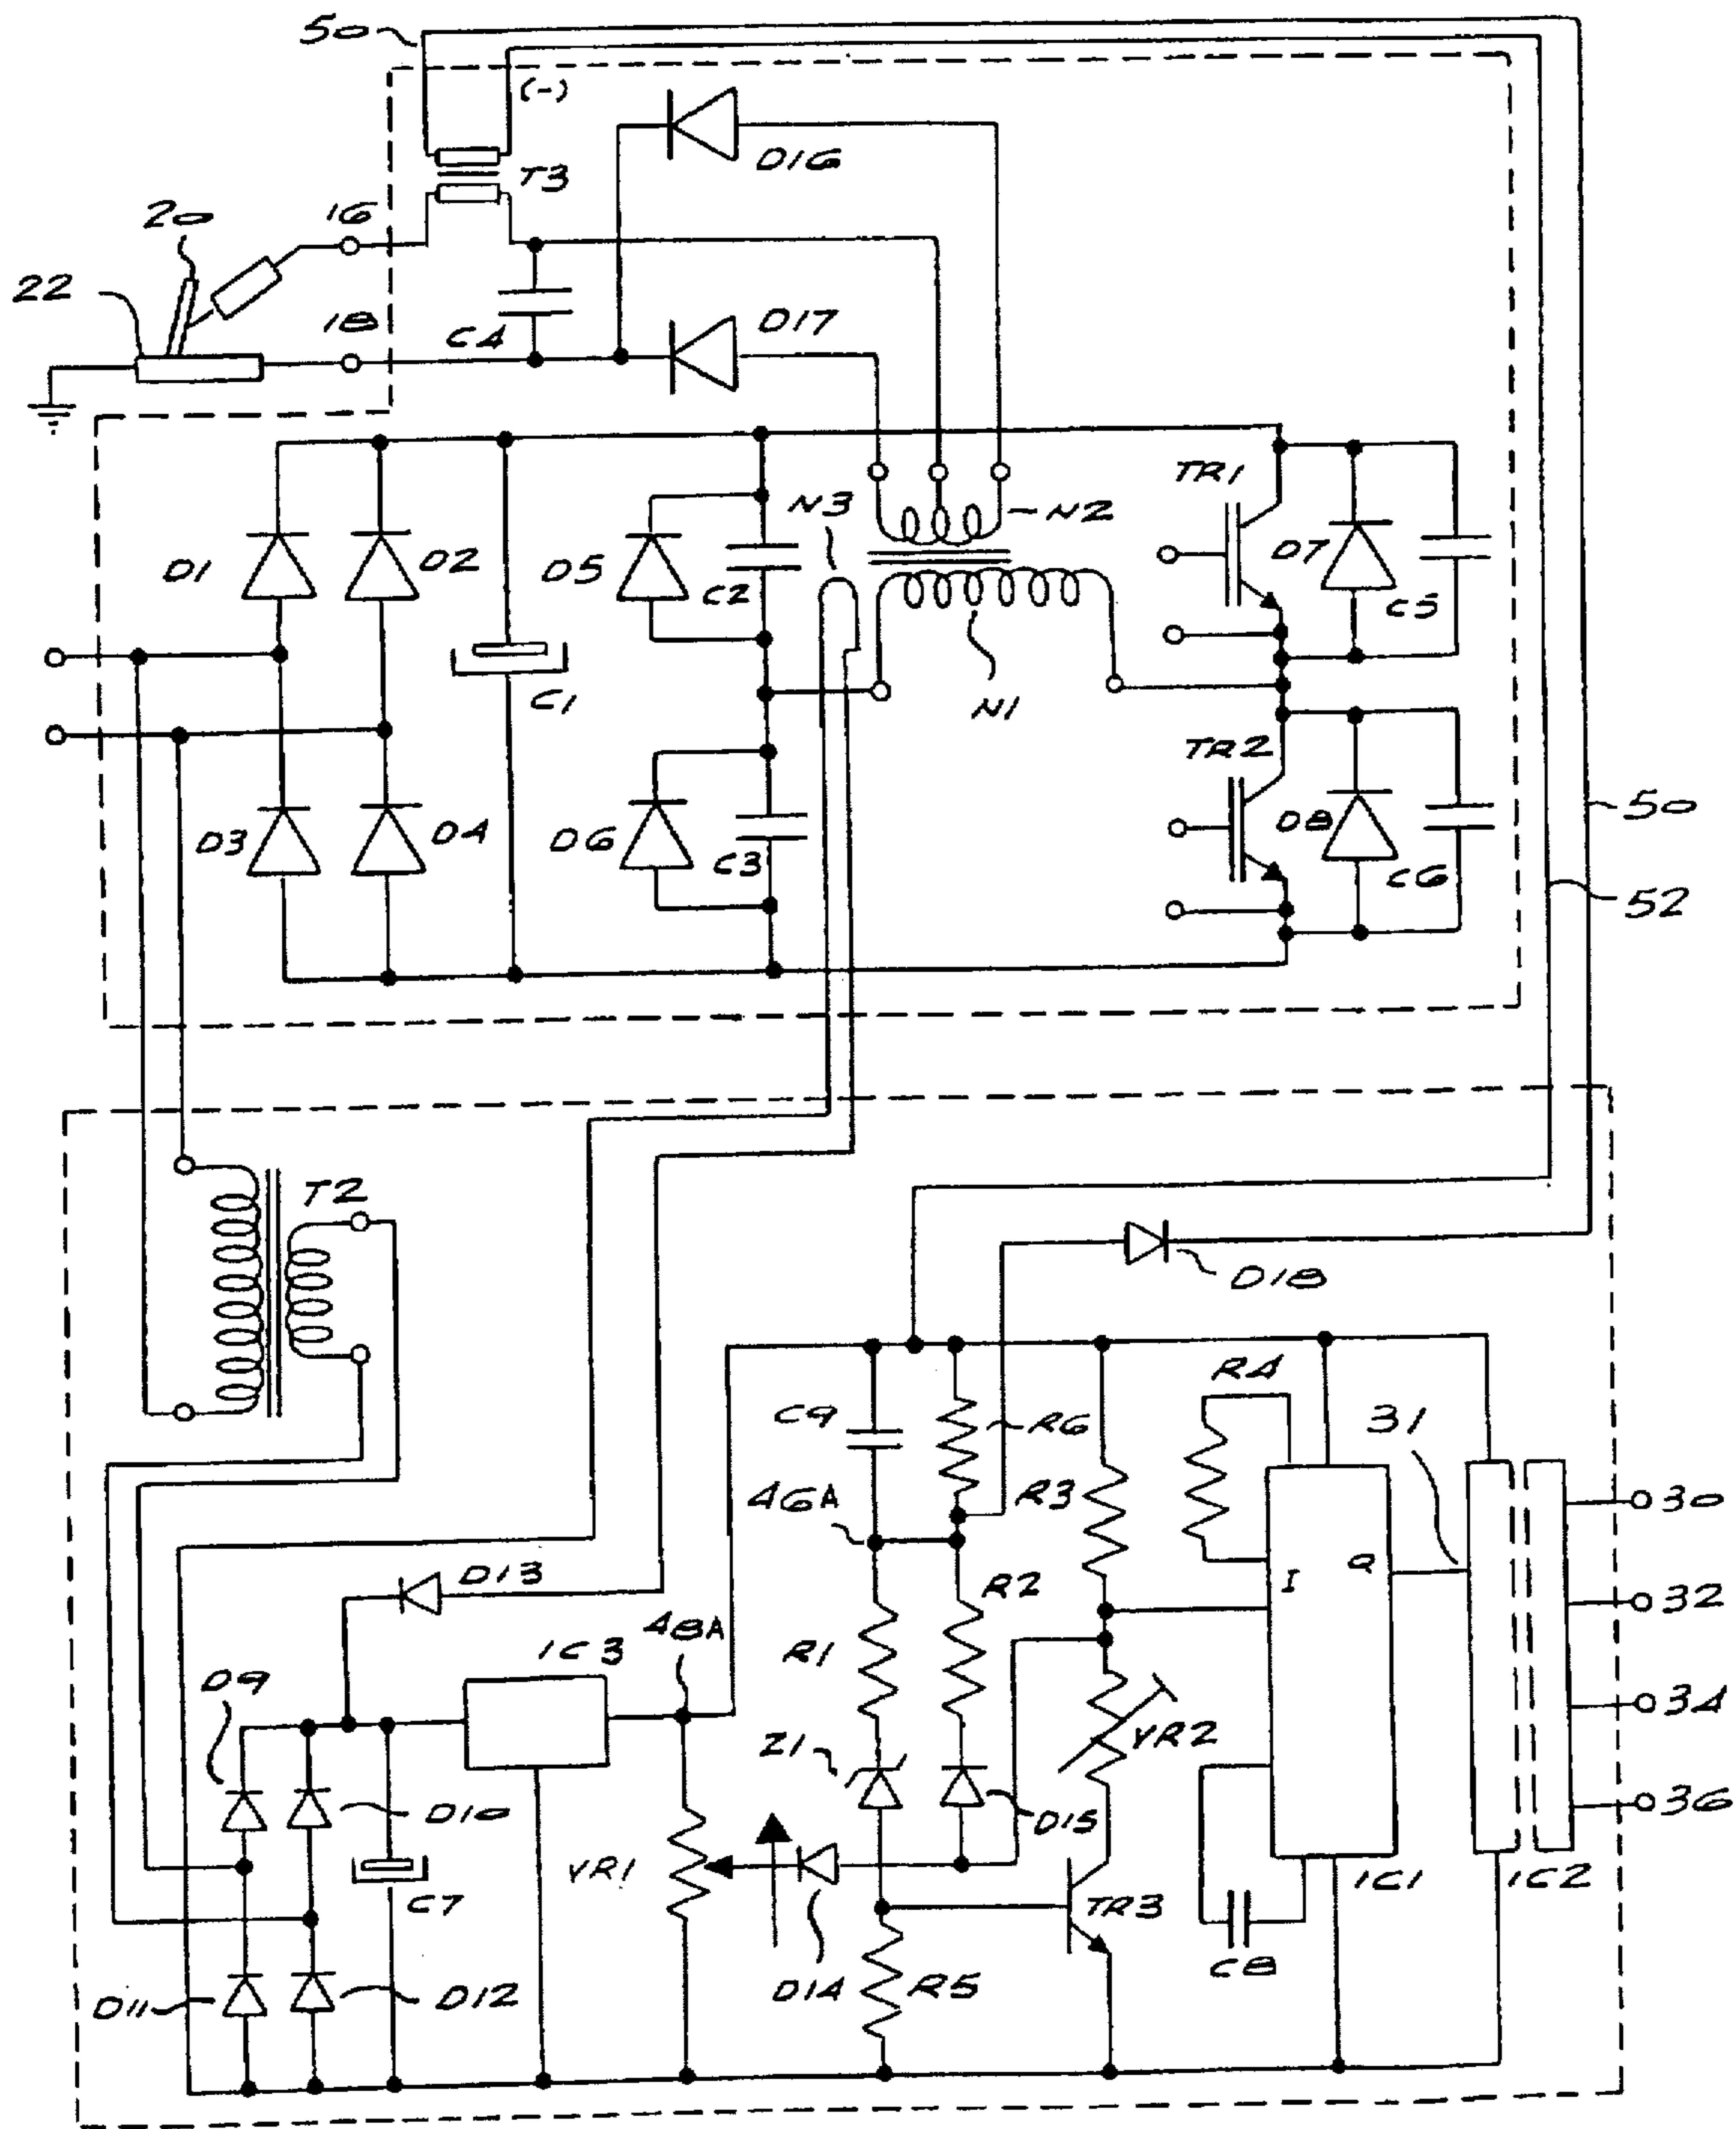 50
(-)
D16
T3
16
20
22
18
C4
D17
TR1
N3
N2
D1
D2
D5
C2
D7
C5
C1
N1
TR2
50
D3
D4
D6
C3
D8
C6
52
T2
D18
R4
C9
R6
31
46A
R3
30
I
Q
D13
R2
32
48A
R1
IC3
D9
34
VR2
Z1
D10
D15
36
VR1
C7
IC1
IC2
TR3
C8
D11
D12
D14
R5